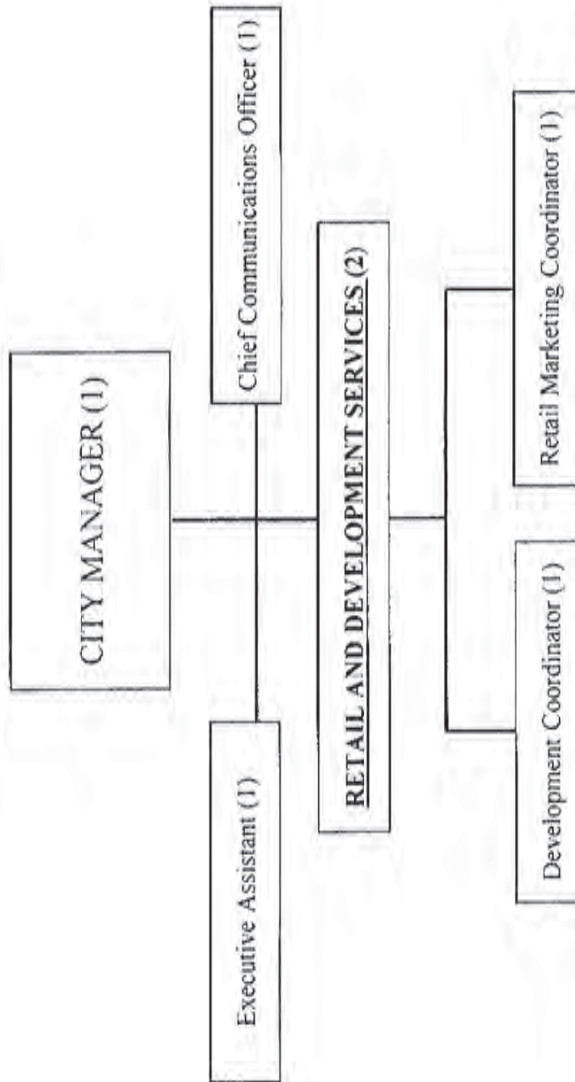 CITY MANAGER (1)
Executive Assistant (1)
Chief Communications Officer (1)
RETAIL AND DEVELOPMENT SERVICES (2)
Development Coordinator (1)
Retail Marketing Coordinator (1)